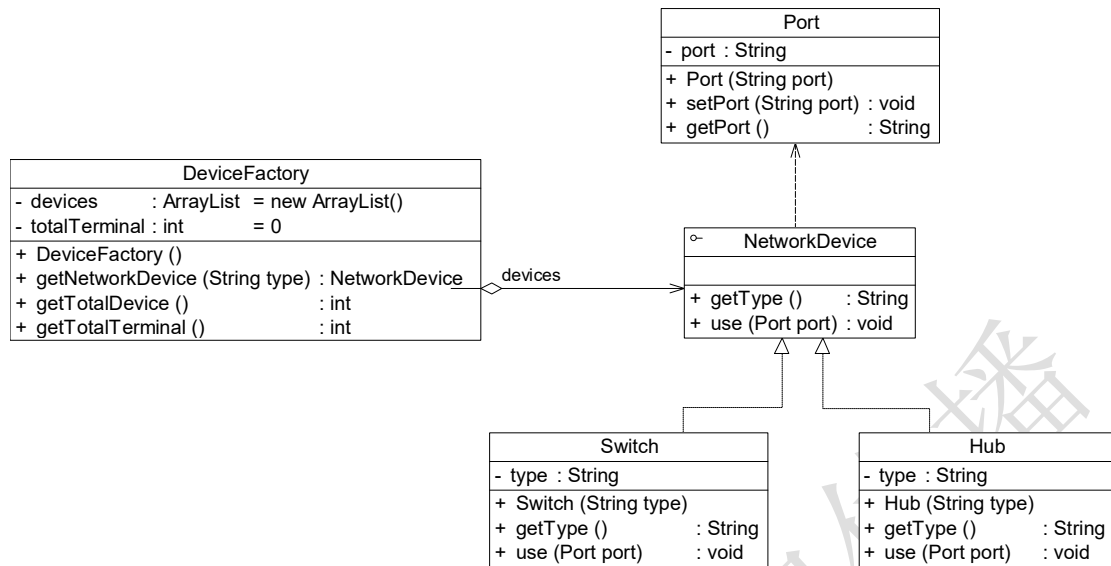 Port
- port : String
+ Port (String port)
+ setPort (String port) : void
+ getPort () : String
DeviceFactory
- devices : ArrayList = new ArrayList()
- totalTerminal : int = 0
+ DeviceFactory ()
+ getNetworkDevice (String type) : NetworkDevice
+ getTotalDevice () : int
+ getTotalTerminal () : int
devices
NetworkDevice
+ getType () : String
+ use (Port port) : void
Switch
- type : String
+ Switch (String type)
+ getType () : String
+ use (Port port) : void
Hub
- type : String
+ Hub (String type)
+ getType () : String
+ use (Port port) : void
播